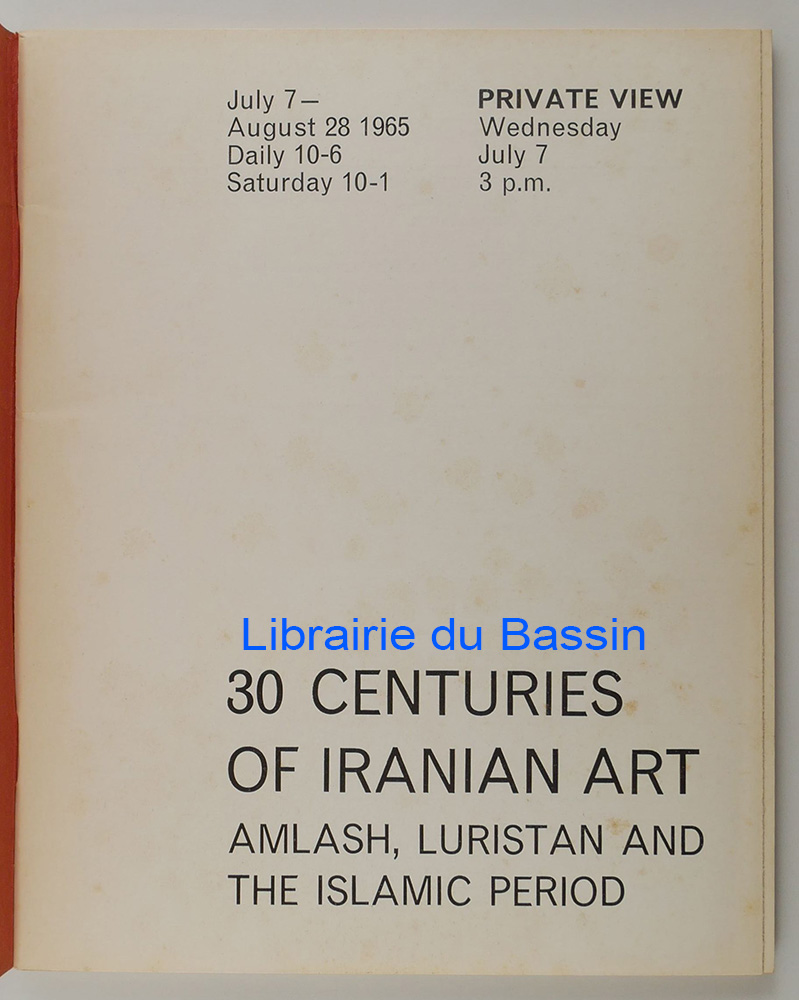 July 7—
August 28 1965
Daily 10-6
Saturday 10-1
PRIVATE VIEW
Wednesday
July 7
3 p.m.
Librairie du Bassin
30 CENTURIES
OF IRANIAN ART
AMLASH, LURISTAN AND
THE ISLAMIC PERIOD